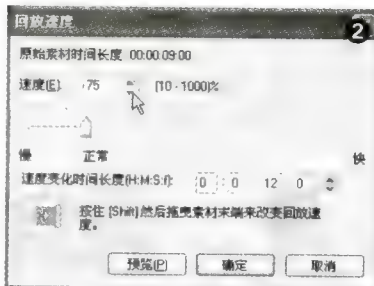 回放速度
2
原始素材时间长度 00:00:09:00
速度(E): 75 (10 - 1000)%
慢 正常 快
速度变化时间长度(H:M:S:f): 0 : 0 12 0
按住 [Shift] 然后拖曳素材末端来改变回放速
度。
预览(P) 确定 取消